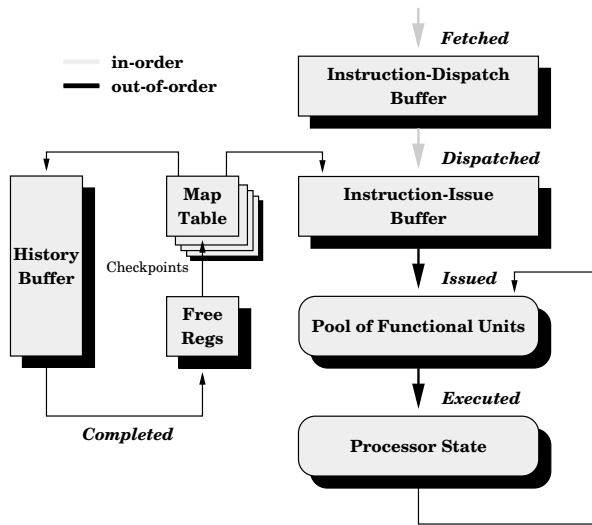 Fetched
in-order
out-of-order
Instruction-Dispatch
Buffer
Dispatched
Map
Table
Instruction-Issue
Buffer
History
Buffer
Checkpoints
Issued
Free
Regs
Pool of Functional Units
Executed
Completed
Processor State